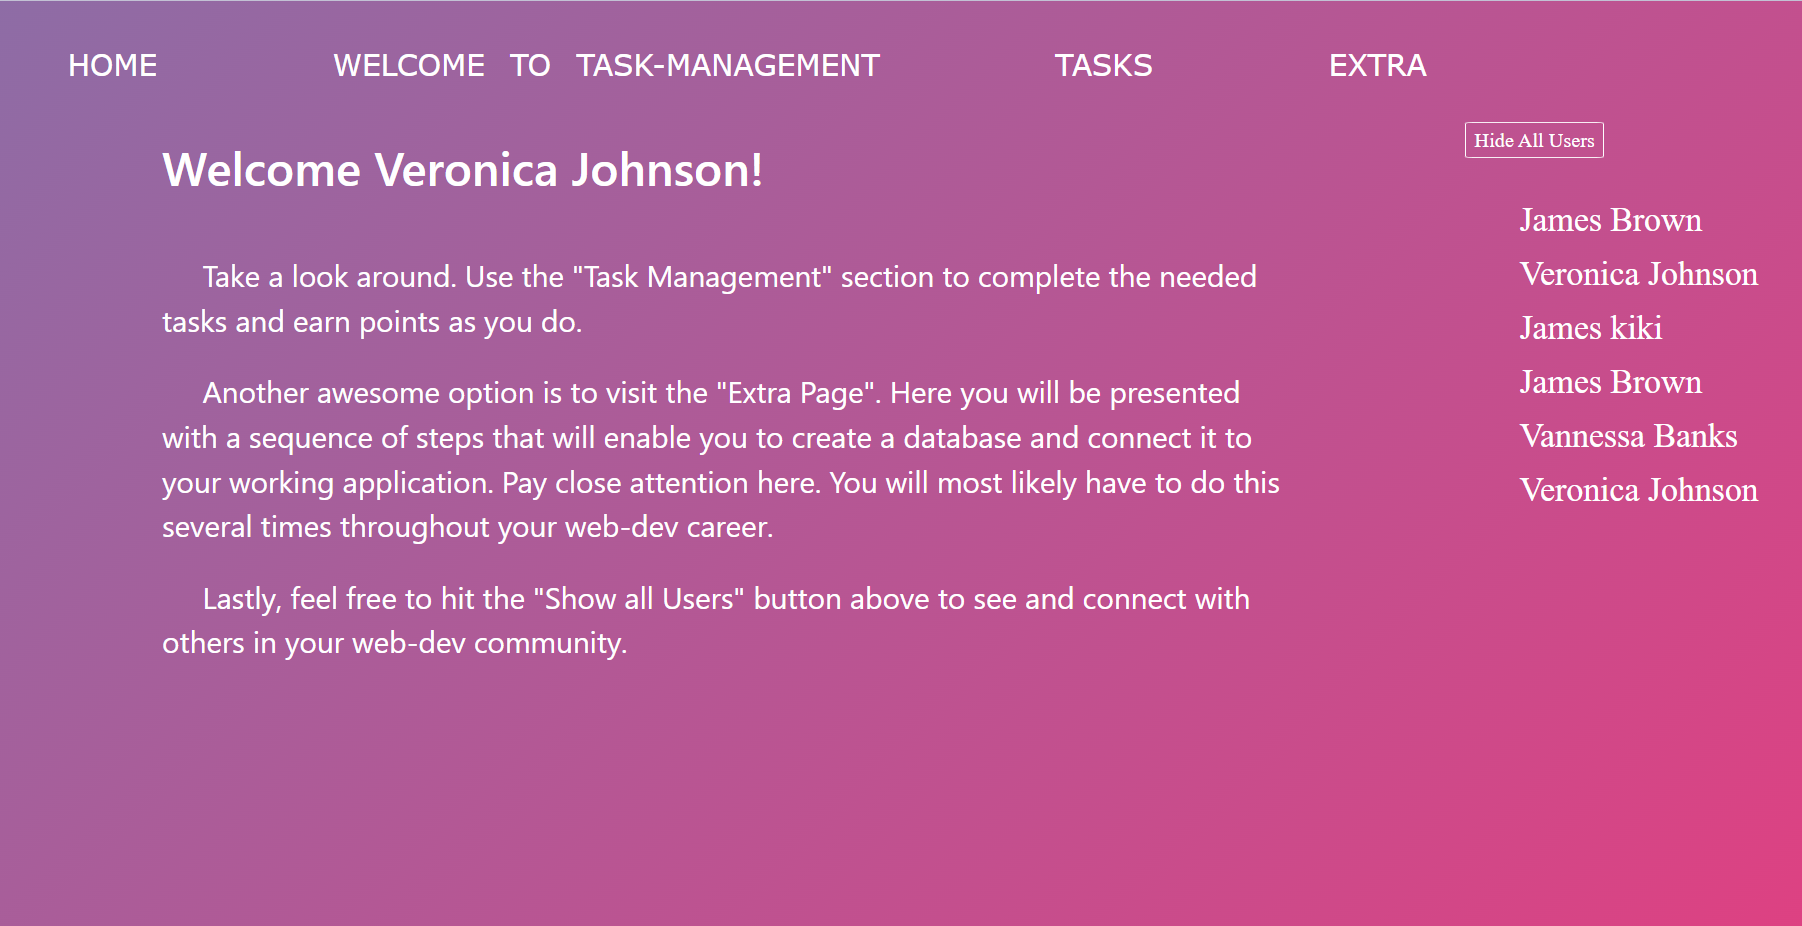 HOME WELCOME TO TASK-MANAGEMENT TASKS EXTRA
Hide All Users
Welcome Veronica Johnson!
Take a look around. Use the "Task Management" section to complete the needed
tasks and earn points as you do.
Another awesome option is to visit the "Extra Page". Here you will be presented
with a sequence of steps that will enable you to create a database and connect it to
your working application. Pay close attention here. You will most likely have to do this
several times throughout your web-dev career.
Lastly, feel free to hit the "Show all Users" button above to see and connect with
others in your web-dev community.
James Brown
Veronica Johnson
James kiki
James Brown
Vannessa Banks
Veronica Johnson